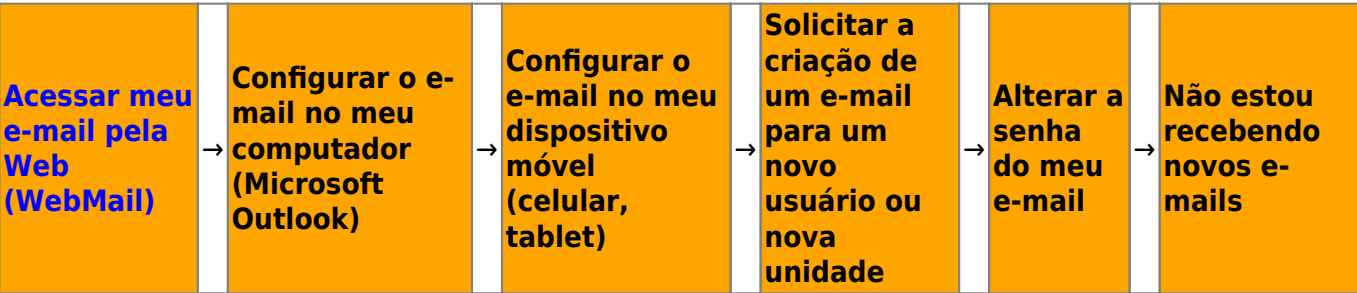 Acessar meu
e-mail pela
Web
(WebMail)
→
Configurar o e-
mail no meu
computador
(Microsoft
Outlook)
→
Configurar o
e-mail no meu
dispositivo
móvel
(celular,
tablet)
→
Solicitar a
criação de
um e-mail
para um
novo
usuário ou
nova
unidade
→
Alterar a
senha
do meu
e-mail
→
Não estou
recebendo
novos e-
mails